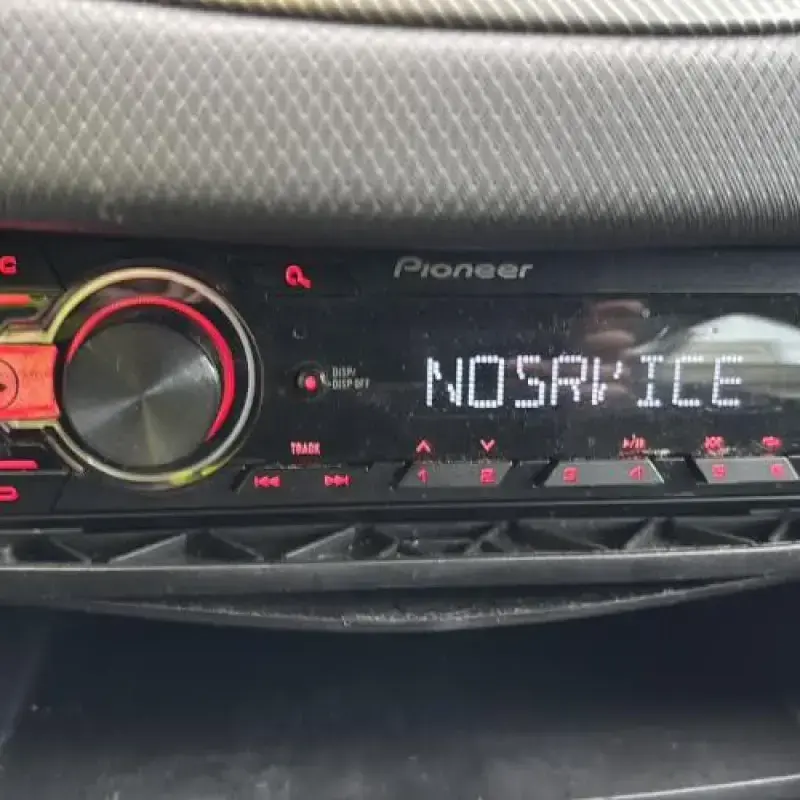 Pioneer
DISP/
DISP OFF
NOSRVICE
TRACK
1 2 3 4 5 6